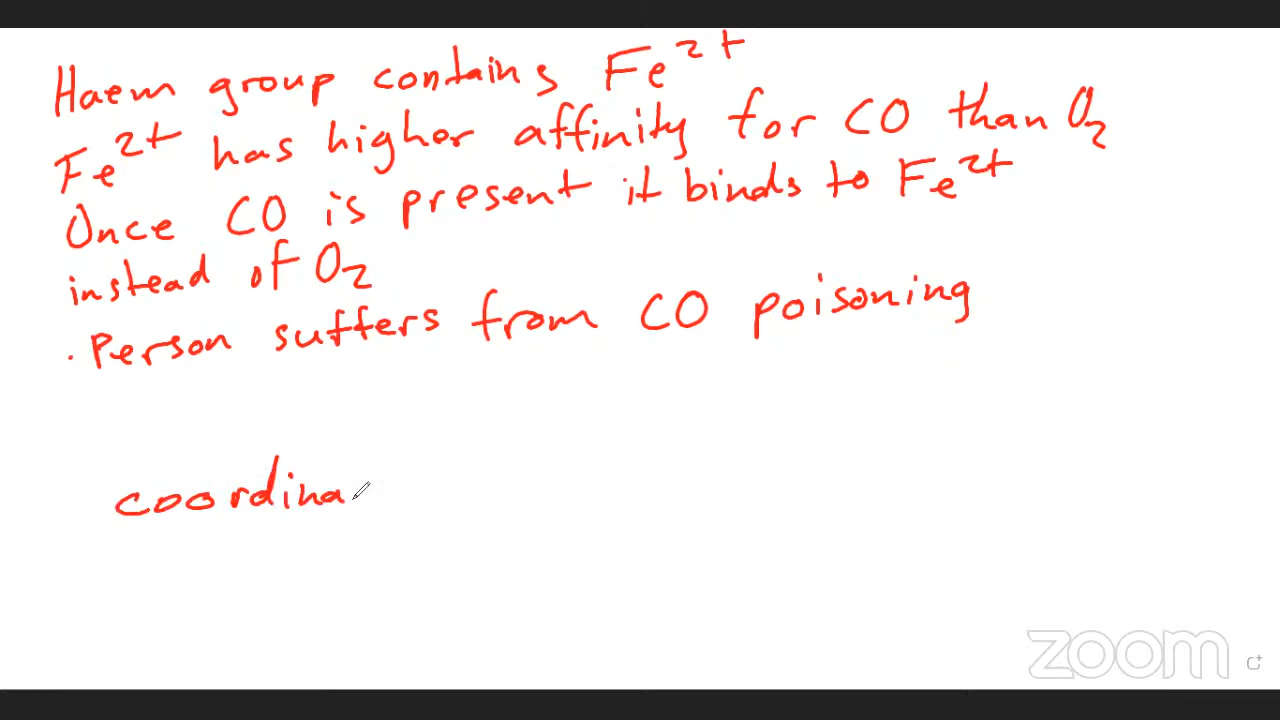 Haem group contains Fe²⁺
Fe²⁺ has higher affinity for CO than O₂
Once CO is present it binds to Fe²⁺
instead of O₂
· Person suffers from CO poisoning
coordina
zoom